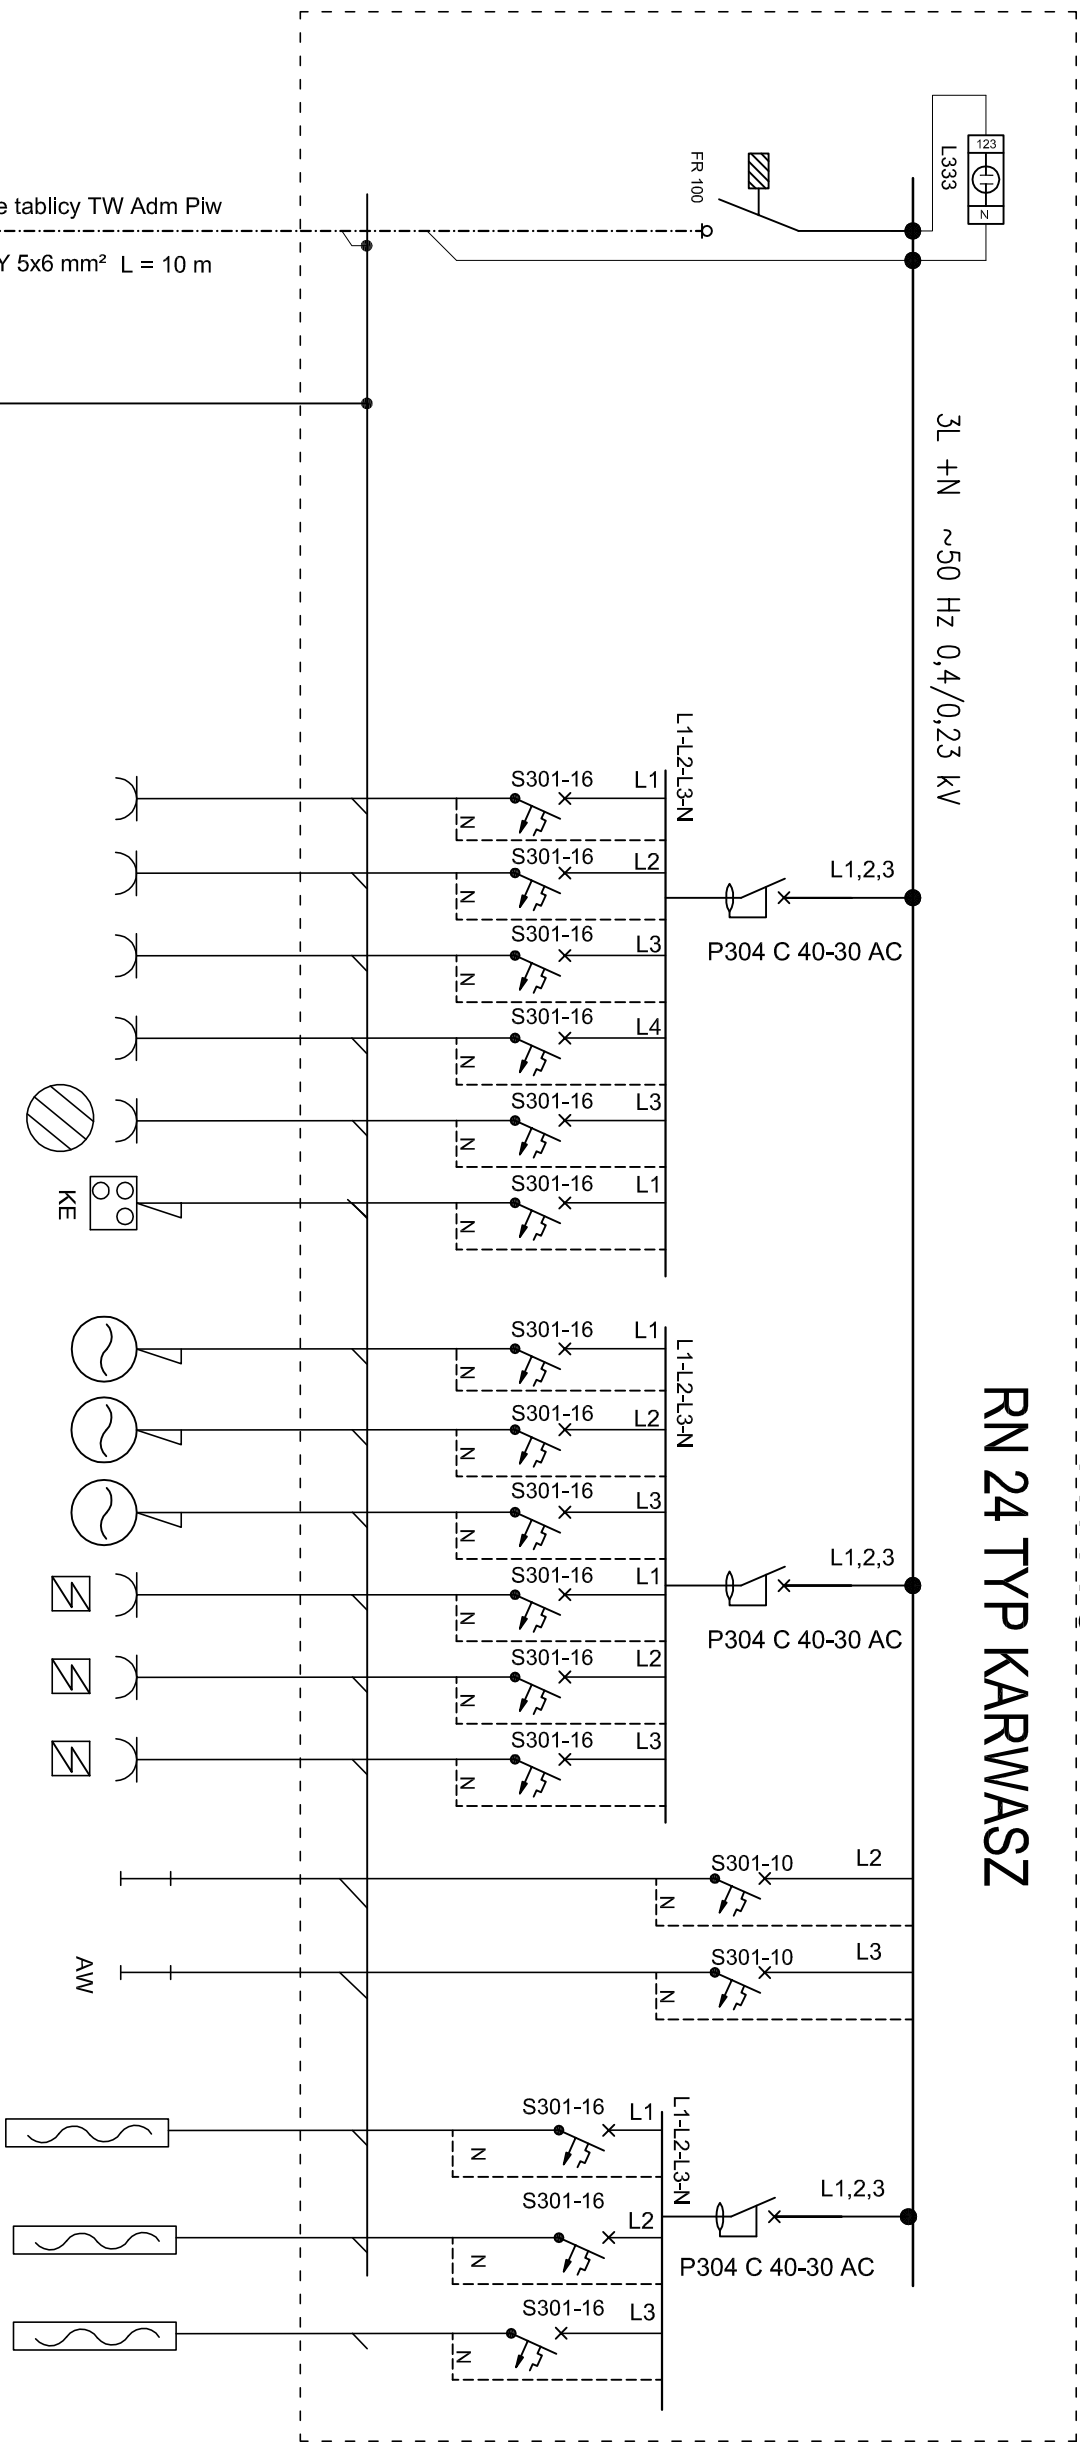 123
N
L333
FR 100
e tablicy TW Adm Piw
Y 5x6 mm² L = 10 m
3L +N ~50 Hz 0,4/0,23 kV
RN 24 TYP KARWASZ
L1-L2-L3-N
S301-16
L1
N
S301-16
L2
N
L1,2,3
P304 C 40-30 AC
S301-16
L3
N
S301-16
L4
N
S301-16
L3
N
S301-16
L1
N
KE
L1-L2-L3-N
S301-16
L1
N
S301-16
L2
N
S301-16
L3
N
L1,2,3
P304 C 40-30 AC
S301-16
L1
N
S301-16
L2
N
S301-16
L3
N
S301-10
L2
N
S301-10
L3
N
AW
L1-L2-L3-N
S301-16
L1
N
L1,2,3
P304 C 40-30 AC
S301-16
L2
N
S301-16
L3
N